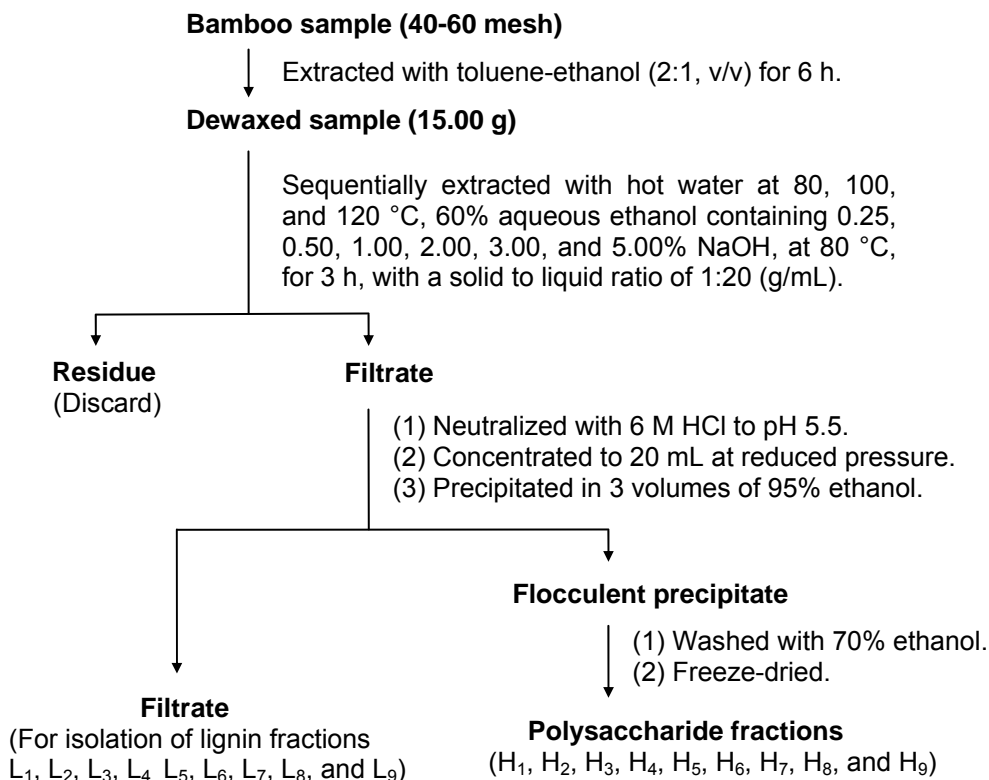 Bamboo sample (40-60 mesh)
Extracted with toluene-ethanol (2:1, v/v) for 6 h.
Dewaxed sample (15.00 g)
Sequentially extracted with hot water at 80, 100,
and 120 °C, 60% aqueous ethanol containing 0.25,
0.50, 1.00, 2.00, 3.00, and 5.00% NaOH, at 80 °C,
for 3 h, with a solid to liquid ratio of 1:20 (g/mL).
Residue
(Discard)
Filtrate
(1) Neutralized with 6 M HCl to pH 5.5.
(2) Concentrated to 20 mL at reduced pressure.
(3) Precipitated in 3 volumes of 95% ethanol.
Flocculent precipitate
(1) Washed with 70% ethanol.
(2) Freeze-dried.
Filtrate
(For isolation of lignin fractions
L₁, L₂, L₃, L₄ L₅, L₆, L₇, L₈, and L₉)
Polysaccharide fractions
(H₁, H₂, H₃, H₄, H₅, H₆, H₇, H₈, and H₉)